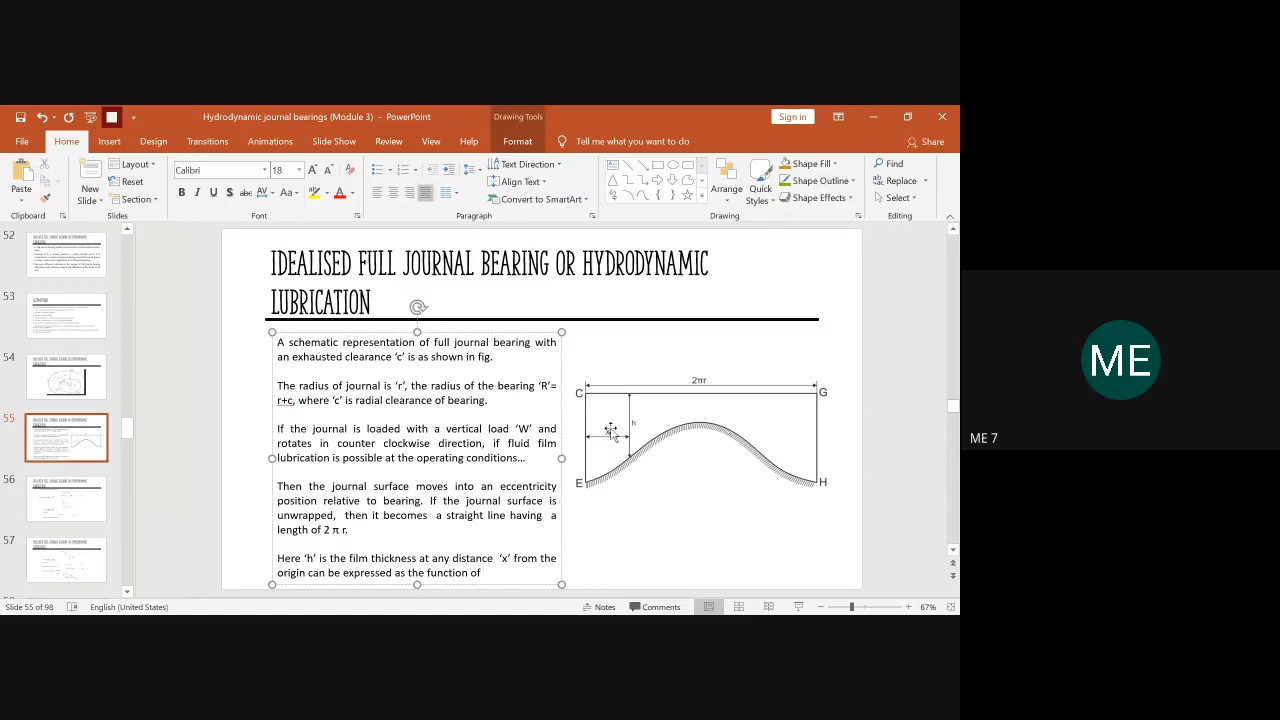 Hydrodynamic journal bearings (Module 3) - PowerPoint
Drawing Tools
Sign in
File
Home
Insert
Design
Transitions
Animations
Slide Show
Review
View
Help
Format
Tell me what you want to do
Share
Paste
Clipboard
New
Slide
Layout
Reset
Section
Slides
Calibri
18
B I U S abc AV Aa A
Font
Text Direction
Align Text
Convert to SmartArt
Paragraph
Arrange
Quick
Styles
Shape Fill
Shape Outline
Shape Effects
Drawing
Find
Replace
Select
Editing
52
53
54
55
56
57
IDEALISED FULL JOURNAL BEARING OR HYDRODYNAMIC
LUBRICATION
A schematic representation of full journal bearing with
an exhausted clearance ‘c’ is as shown in fig.
The radius of journal is ‘r’, the radius of the bearing ‘R’=
r+c, where ‘c’ is radial clearance of bearing.
If the journal is loaded with a vertical load ‘W’ and
rotates in counter clockwise direction. Fluid film
lubrication is possible at the operating conditions...
Then the journal surface moves into an eccentricity
position relative to bearing. If the journal surface is
unwrapped, then it becomes a straight line having a
length of 2 π r.
Here ‘h’ is the film thickness at any distance ‘x’ from the
origin can be expressed as the function of
2πr
C
G
h
E
H
ME
ME 7
Slide 55 of 98
English (United States)
Notes
Comments
67%